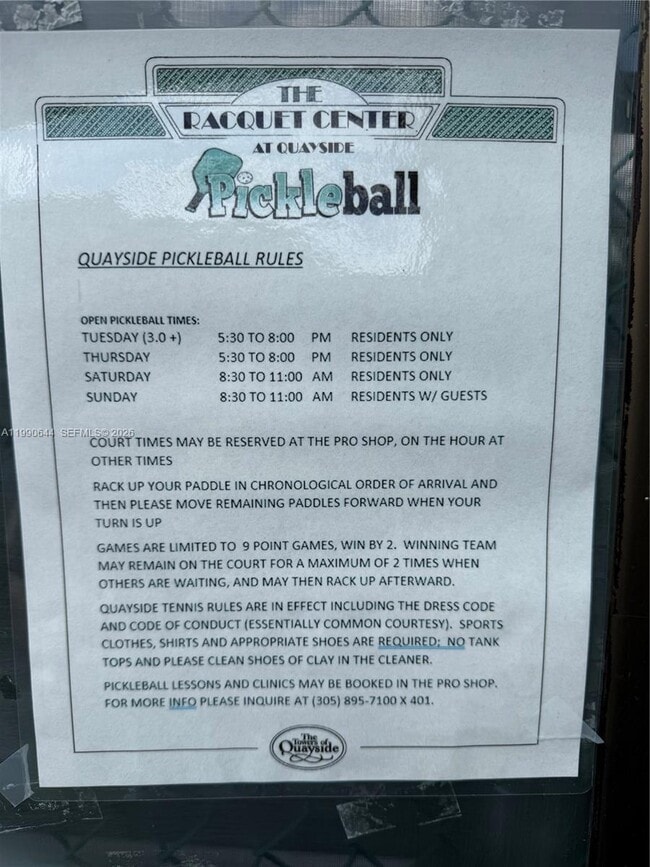 THE
RACQUET CENTER
AT QUAYSIDE
Pickleball
QUAYSIDE PICKLEBALL RULES
OPEN PICKLEBALL TIMES:
TUESDAY (3.0 +) 5:30 TO 8:00 PM RESIDENTS ONLY
THURSDAY 5:30 TO 8:00 PM RESIDENTS ONLY
SATURDAY 8:30 TO 11:00 AM RESIDENTS ONLY
SUNDAY 8:30 TO 11:00 AM RESIDENTS W/ GUESTS
A11990644 SEFMLS© 2026
COURT TIMES MAY BE RESERVED AT THE PRO SHOP, ON THE HOUR AT
OTHER TIMES
RACK UP YOUR PADDLE IN CHRONOLOGICAL ORDER OF ARRIVAL AND
THEN PLEASE MOVE REMAINING PADDLES FORWARD WHEN YOUR
TURN IS UP
GAMES ARE LIMITED TO 9 POINT GAMES, WIN BY 2. WINNING TEAM
MAY REMAIN ON THE COURT FOR A MAXIMUM OF 2 TIMES WHEN
OTHERS ARE WAITING, AND MAY THEN RACK UP AFTERWARD.
QUAYSIDE TENNIS RULES ARE IN EFFECT INCLUDING THE DRESS CODE
AND CODE OF CONDUCT (ESSENTIALLY COMMON COURTESY). SPORTS
CLOTHES, SHIRTS AND APPROPRIATE SHOES ARE REQUIRED; NO TANK
TOPS AND PLEASE CLEAN SHOES OF CLAY IN THE CLEANER.
PICKLEBALL LESSONS AND CLINICS MAY BE BOOKED IN THE PRO SHOP.
FOR MORE INFO PLEASE INQUIRE AT (305) 895-7100 X 401.
The
Towers of
Quayside